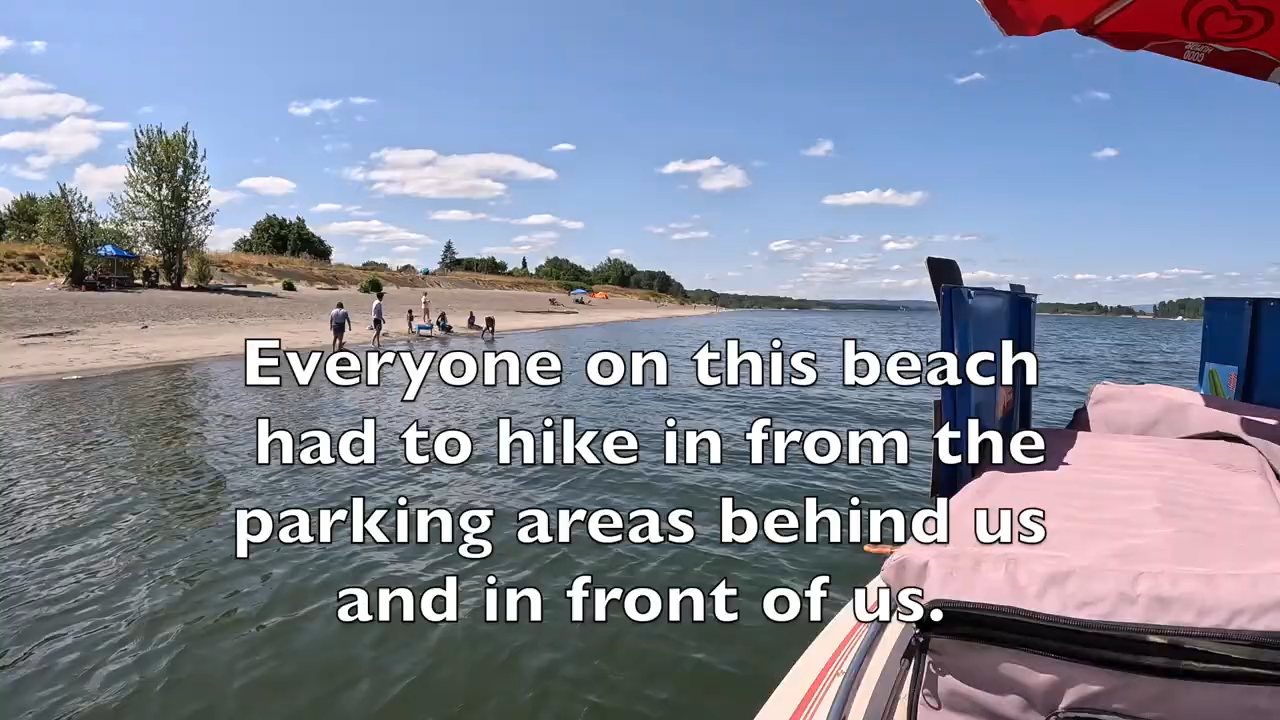 Everyone on this beach
had to hike in from the
parking areas behind us
and in front of us.